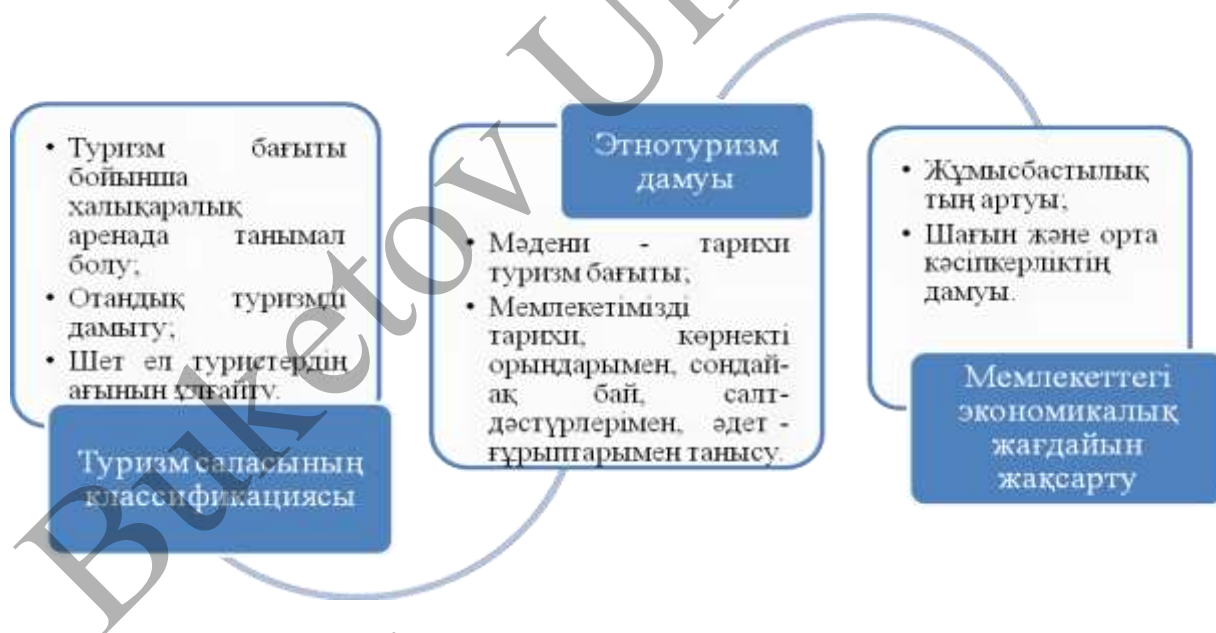 • Туризм бағыты
бойынша
халықаралық
аренада танымал
болу;
• Отандық туризмді
дамыту;
• Шет ел туристердің
ағынын ұлғайту.
Туризм саласының
классификациясы
Этнотуризм
дамуы
• Мәдени - тарихи
туризм бағыты;
• Мемлекетімізді
тарихи, көрнекті
орындарымен, сондай-
ақ бай, салт-
дәстүрлерімен, әдет -
ғұрыптарымен танысу.
• Жұмысбастылық
тың артуы;
• Шағын және орта
кәсіпкерліктің
дамуы.
Мемлекеттегі
экономикалық
жағдайын
жақсарту
Buketov